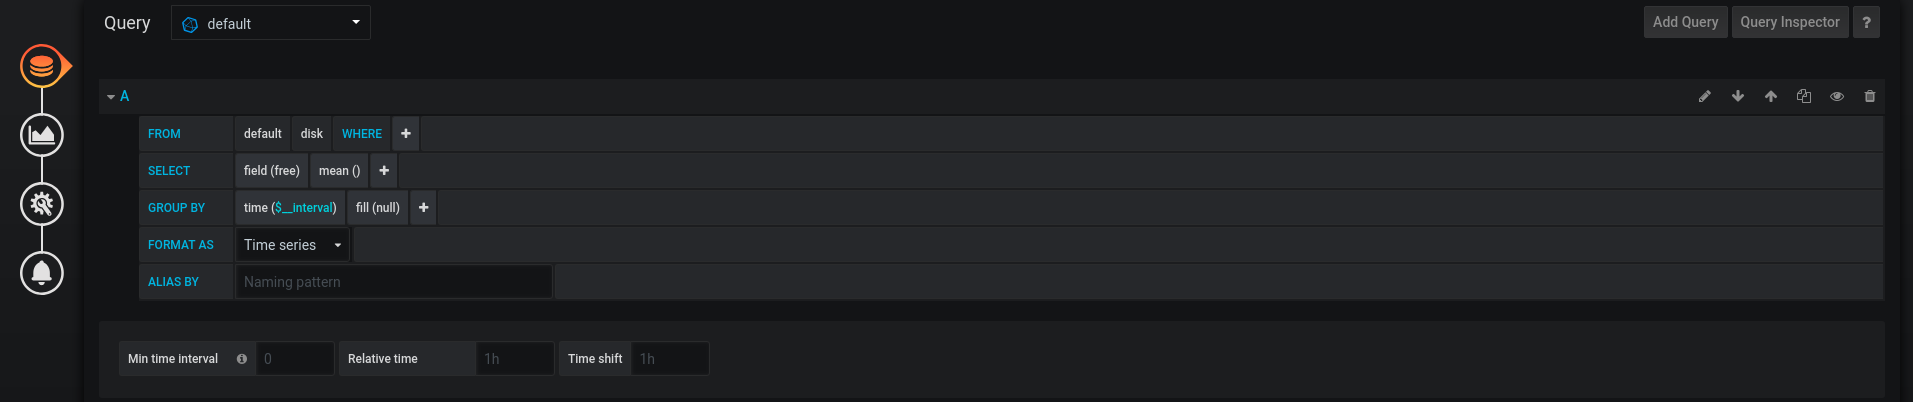 Query default Add Query Query Inspector ?
A
FROM default disk WHERE +
SELECT field (free) mean () +
GROUP BY time ($__interval) fill (null) +
FORMAT AS Time series
ALIAS BY Naming pattern
Min time interval 0 Relative time 1h Time shift 1h